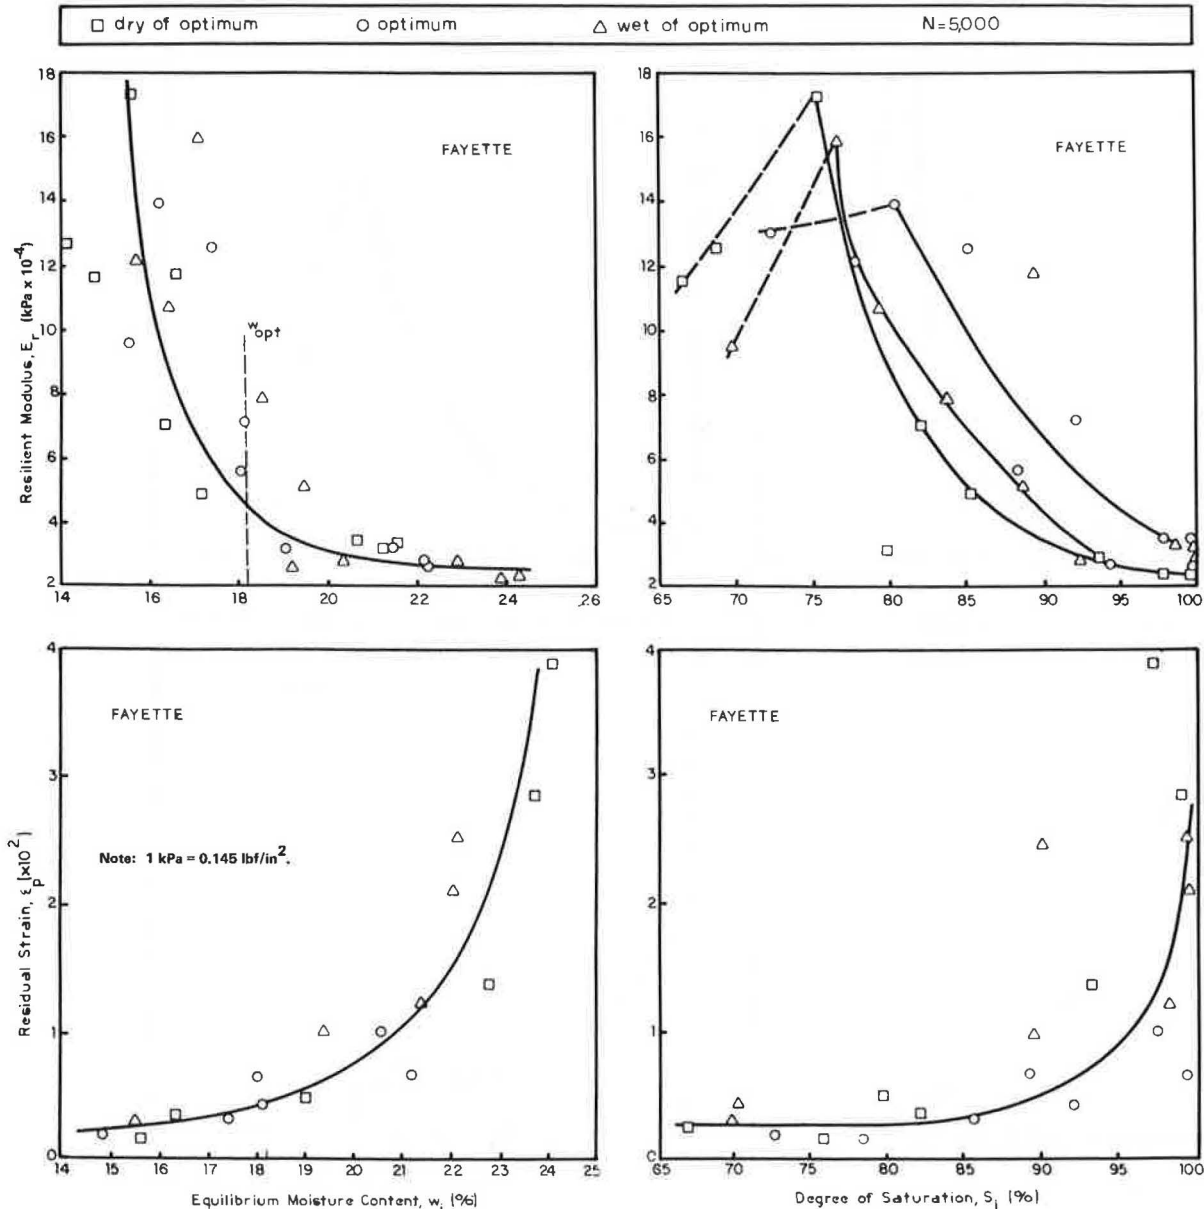 dry of optimum optimum wet of optimum N=5,000
18
16
14
12
10
8
6
4
2
14 16 18 20 22 24 26
Resilient Modulus, E_r (kPa x 10^-4)
FAYETTE
w_opt
18
16
14
12
10
8
6
4
2
65 70 75 80 85 90 95 100
FAYETTE
4
3
2
1
0
14 15 16 17 18 19 20 21 22 23 24 25
Residual Strain, ε_p (x10^2)
FAYETTE
Note: 1 kPa = 0.145 lbf/in^2.
Equilibrium Moisture Content, w_i (%)
4
3
2
1
0
65 70 75 80 85 90 95 100
FAYETTE
Degree of Saturation, S_i (%)